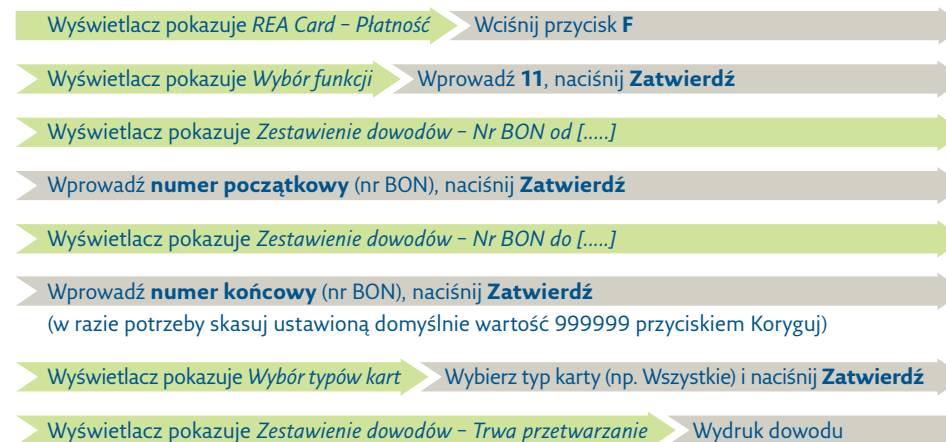 Wyświetlacz pokazuje REA Card – Płatność Wciśnij przycisk F
Wyświetlacz pokazuje Wybór funkcji Wprowadź 11, naciśnij Zatwierdź
Wyświetlacz pokazuje Zestawienie dowodów – Nr BON od [.....]
Wprowadź numer początkowy (nr BON), naciśnij Zatwierdź
Wyświetlacz pokazuje Zestawienie dowodów – Nr BON do [.....]
Wprowadź numer końcowy (nr BON), naciśnij Zatwierdź
(w razie potrzeby skasuj ustawioną domyślnie wartość 999999 przyciskiem Koryguj)
Wyświetlacz pokazuje Wybór typów kart Wybierz typ karty (np. Wszystkie) i naciśnij Zatwierdź
Wyświetlacz pokazuje Zestawienie dowodów – Trwa przetwarzanie Wydruk dowodu